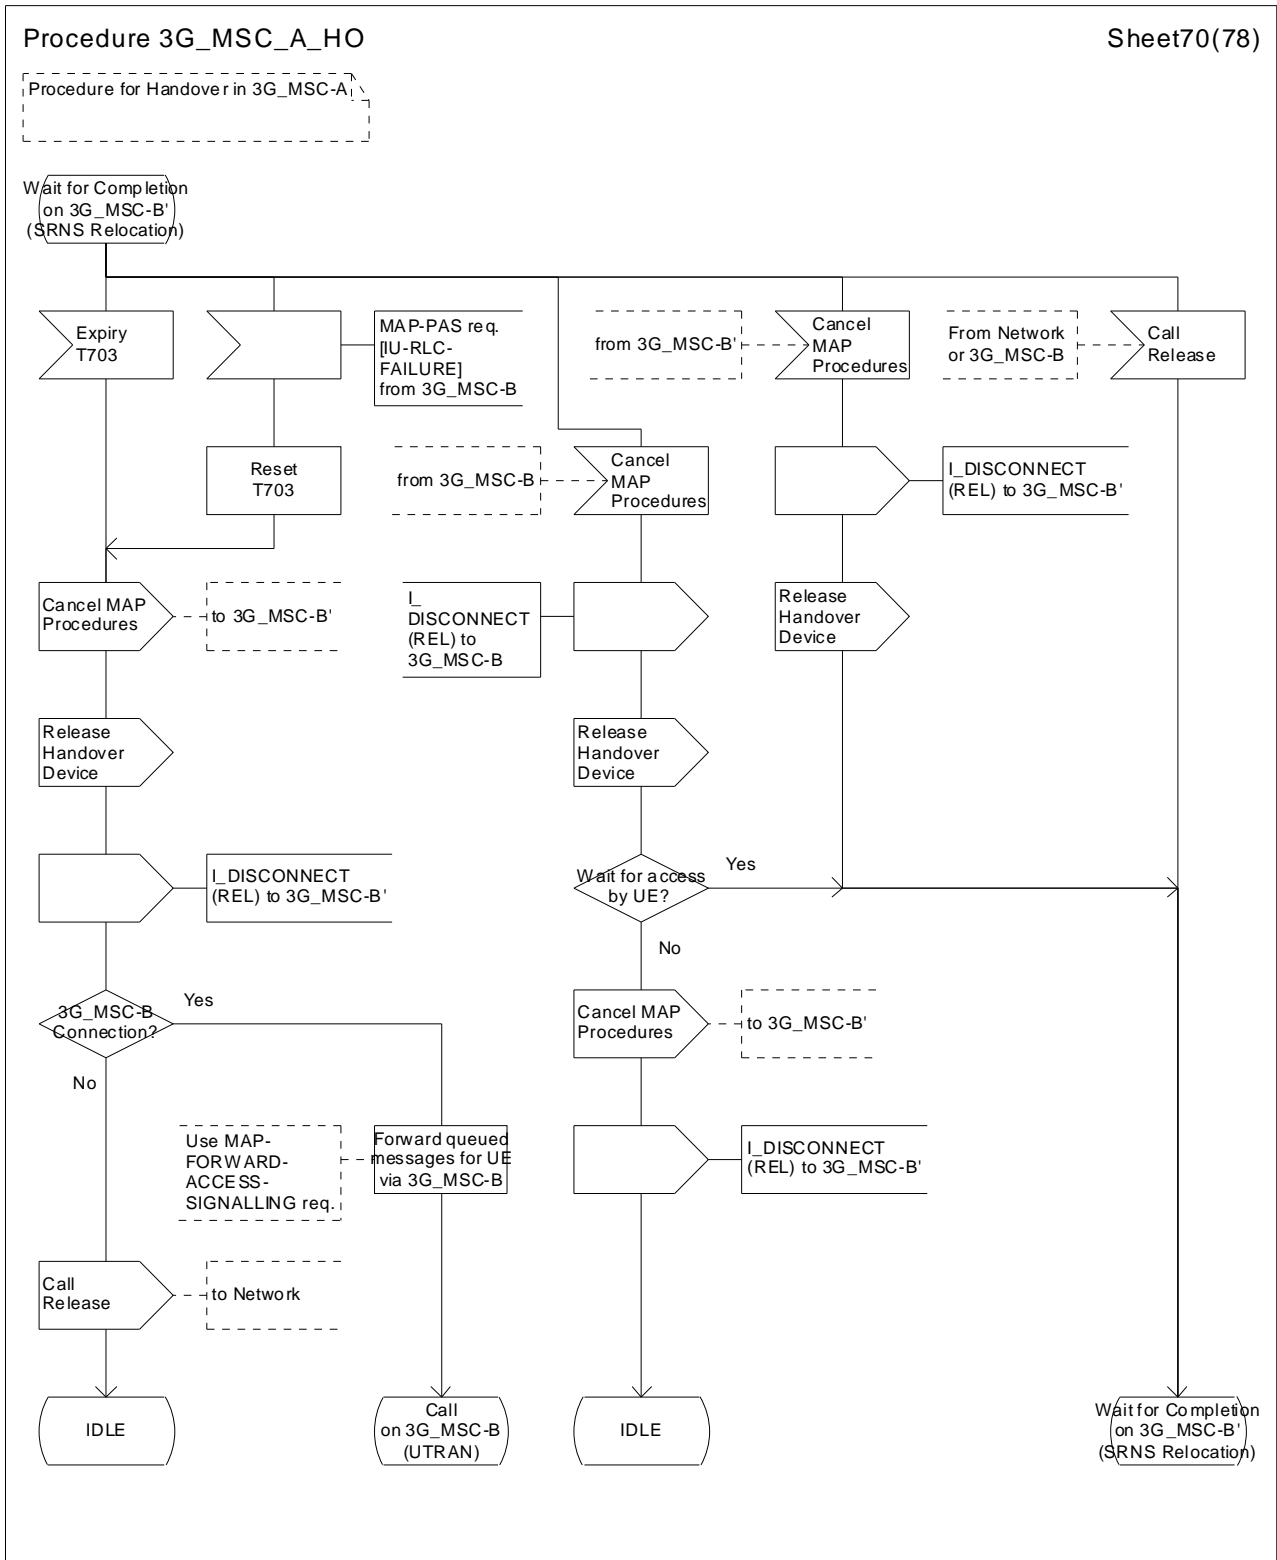 Procedure 3G_MSC_A_HO
Sheet70(78)
Procedure for Handover in 3G_MSC-A
Wait for Completion
on 3G_MSC-B'
(SRNS Relocation)
Expiry
T703
MAP-PAS req.
[IU-RLC-
FAILURE]
from 3G_MSC-B
from 3G_MSC-B'
Cancel
MAP
Procedures
From Network
or 3G_MSC-B
Call
Release
Reset
T703
from 3G_MSC-B
Cancel
MAP
Procedures
I_DISCONNECT
(REL) to 3G_MSC-B'
Cancel MAP
Procedures
to 3G_MSC-B'
I_
DISCONNECT
(REL) to
3G_MSC-B
Release
Handover
Device
Release
Handover
Device
Release
Handover
Device
I_DISCONNECT
(REL) to 3G_MSC-B'
Wait for access
by UE?
Yes
No
3G_MSC-B
Connection?
Yes
No
Cancel MAP
Procedures
to 3G_MSC-B'
Use MAP-
FORWARD-
ACCESS-
SIGNALLING req.
Forward queued
messages for UE
via 3G_MSC-B
I_DISCONNECT
(REL) to 3G_MSC-B'
Call
Release
to Network
IDLE
Call
on 3G_MSC-B
(UTRAN)
IDLE
Wait for Completion
on 3G_MSC-B'
(SRNS Relocation)